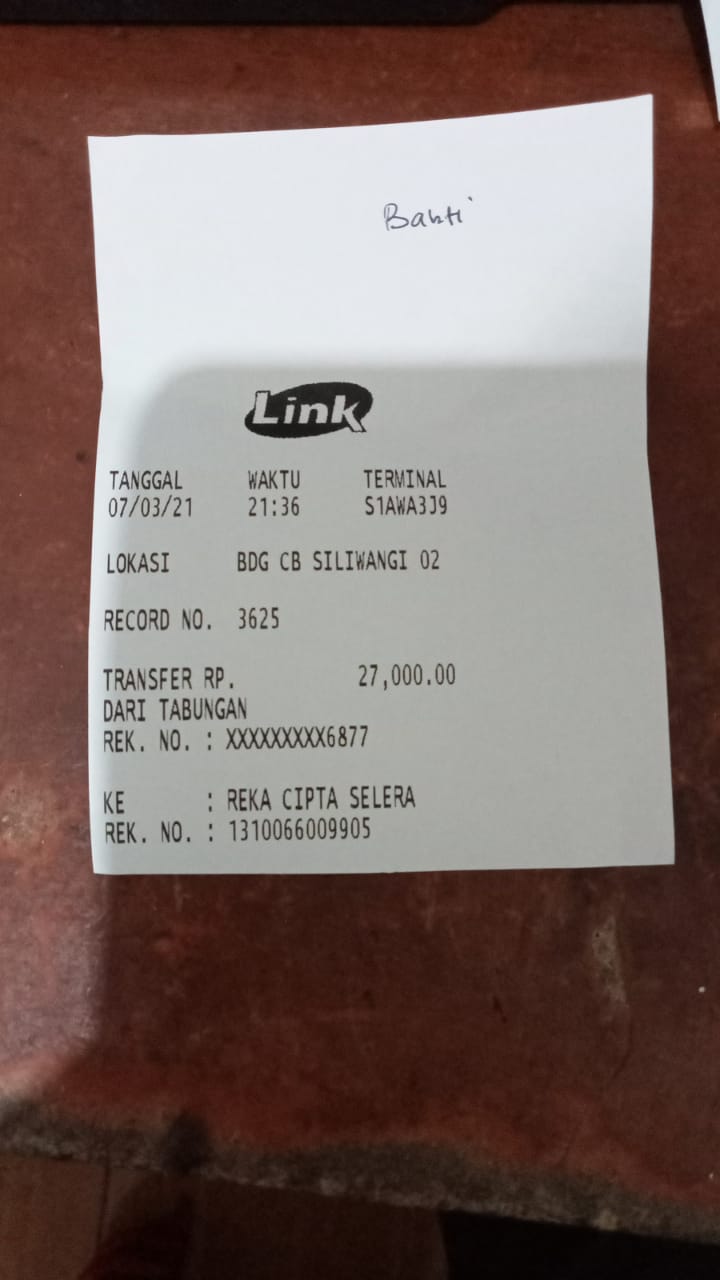 Bakti
Link
TANGGAL WAKTU TERMINAL
07/03/21 21:36 S1AWA3J9
LOKASI BDG CB SILIWANGI 02
RECORD NO. 3625
TRANSFER RP. 27,000.00
DARI TABUNGAN
REK. NO. : XXXXXXXXX6877
KE : REKA CIPTA SELERA
REK. NO. : 1310066009905